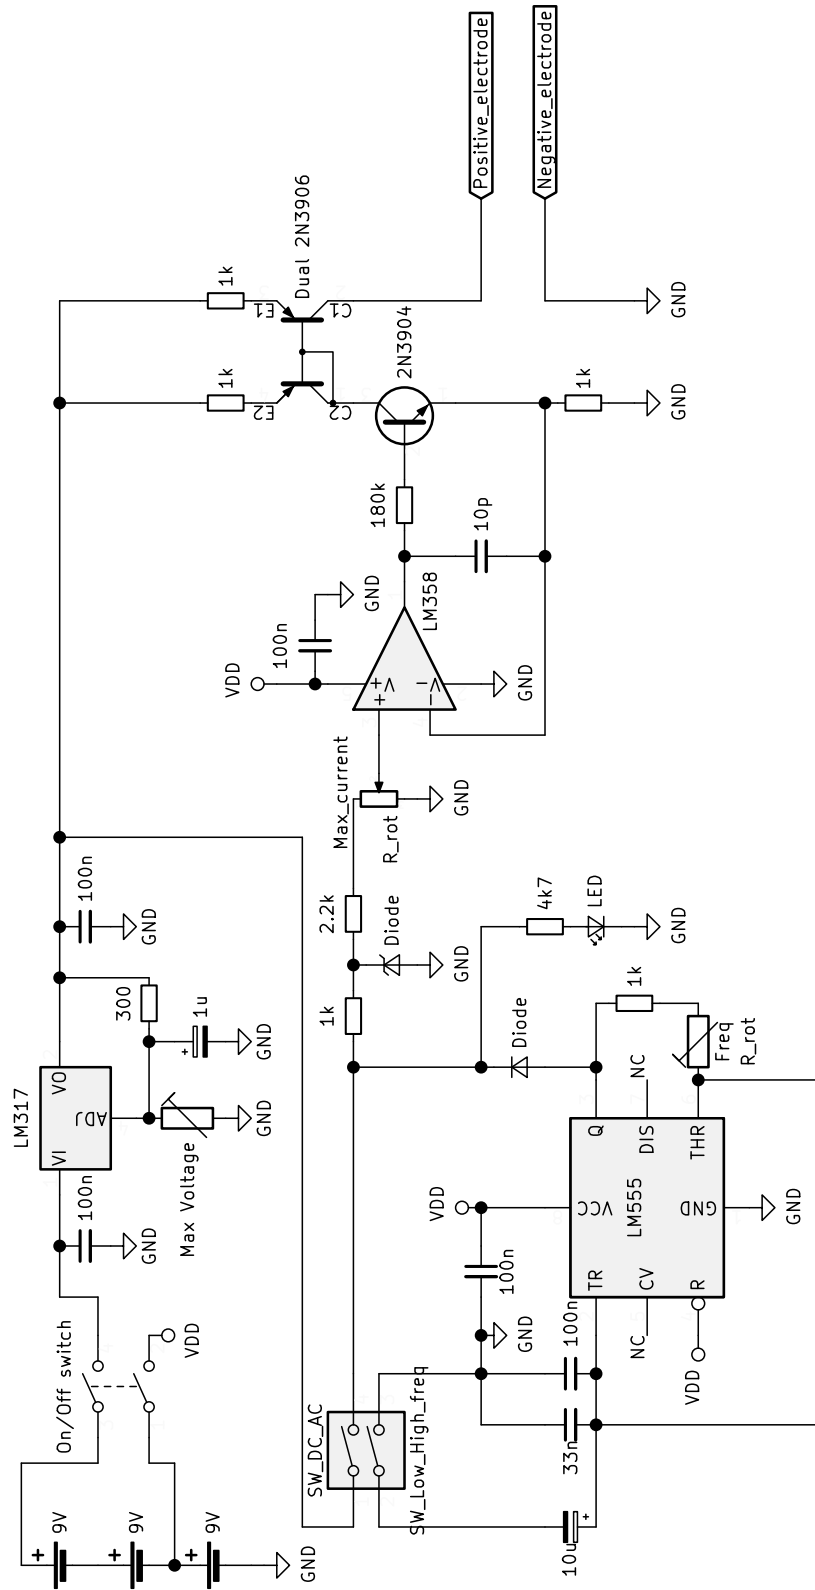 Positive_electrode
Negative_electrode
Dual 2N3906
1k
E1
C1
GND
2N3904
1k
E2
C2
1k
GND
180k
10p
LM358
GND
100n
VDD
V+
V-
+
-
GND
Max_current
R_rot
GND
100n
GND
2.2k
Diode
GND
4k7
LED
GND
300
1u
GND
1k
Diode
1k
Freq
R_rot
LM317
VO
VI
ADJ
GND
Max Voltage
100n
GND
NC
Q
DIS
THR
VCC
LM555
GND
TR
CV
R
GND
VDD
100n
GND
100n
NC
VDD
On/Off switch
VDD
SW_DC_AC
SW_Low_High_freq
33n
10u
+
9V
+
9V
+
9V
+
GND